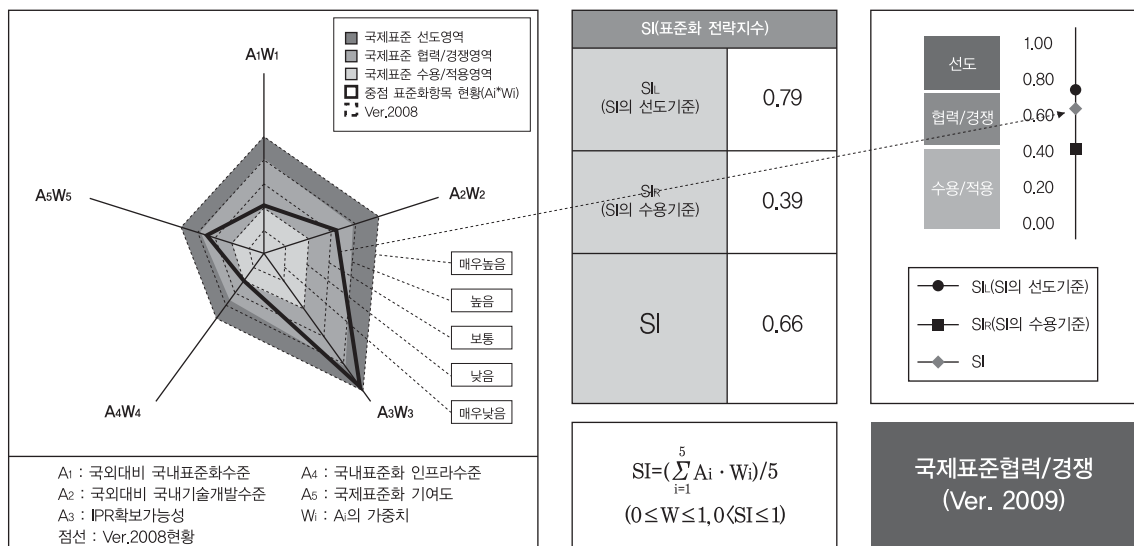 국제표준 선도영역
국제표준 협력/경쟁영역
국제표준 수용/적용영역
중점 표준화항목 현황(Ai*Wi)
Ver.2008
A1W1
A2W2
A3W3
A4W4
A5W5
매우높음
높음
보통
낮음
매우낮음
A1 : 국외대비 국내표준화수준
A2 : 국외대비 국내기술개발수준
A3 : IPR확보가능성
점선 : Ver.2008현황
A4 : 국내표준화 인프라수준
A5 : 국제표준화 기여도
Wi : Ai의 가중치
SI(표준화 전략지수)
SIL
(SI의 선도기준)
0.79
SIR
(SI의 수용기준)
0.39
SI
0.66
SI=(5∑i=1 Ai · Wi)/5
(0≤W≤1, 0<SI≤1)
선도
협력/경쟁
수용/적용
1.00
0.80
0.60
0.40
0.20
0.00
SIL(SI의 선도기준)
SIR(SI의 수용기준)
SI
국제표준협력/경쟁
(Ver. 2009)